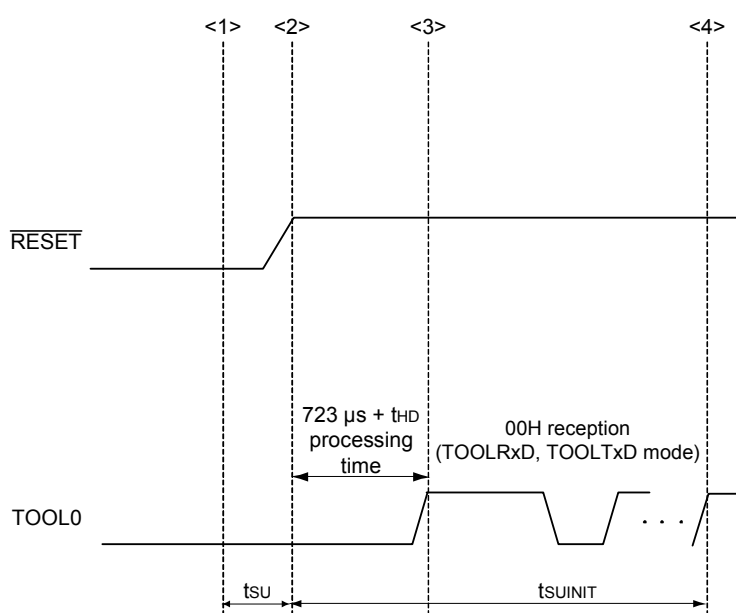 <1> <2> <3> <4>
RESET
723 µs + tHD
processing
time
00H reception
(TOOLRxD, TOOLTxD mode)
TOOL0
. . .
tSU
tSUINIT